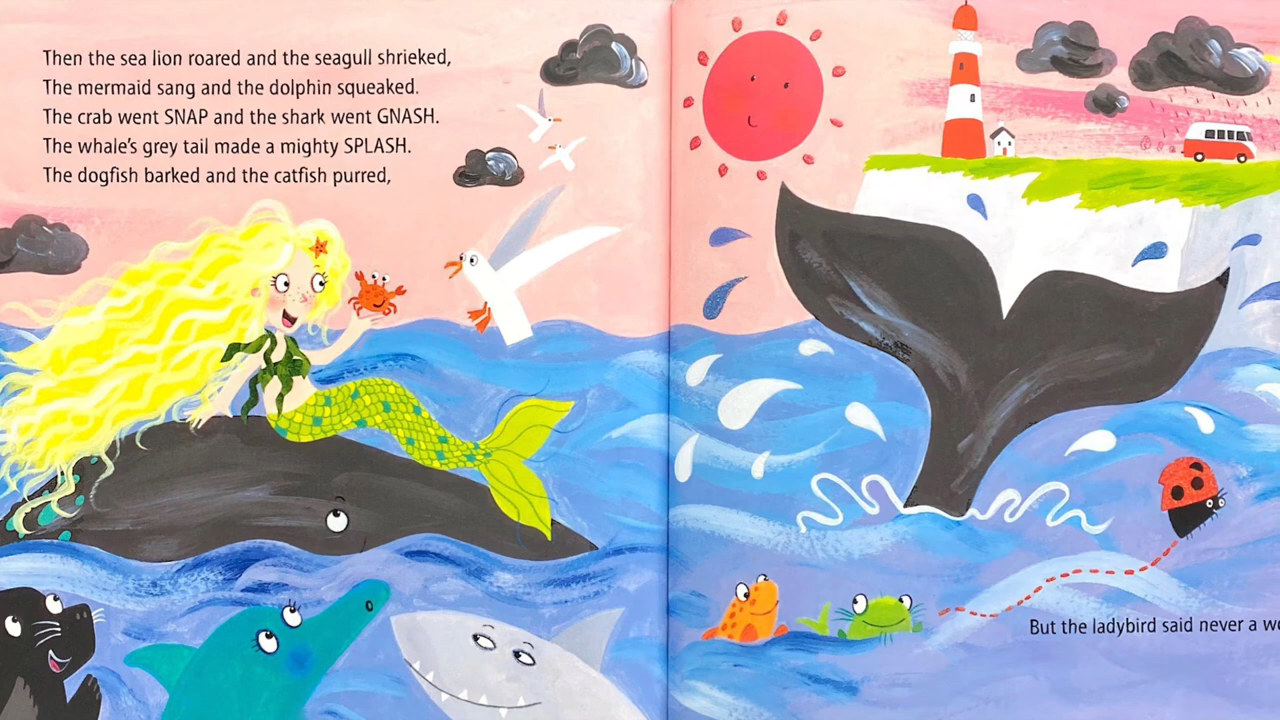 Then the sea lion roared and the seagull shrieked,
The mermaid sang and the dolphin squeaked.
The crab went SNAP and the shark went GNASH.
The whale's grey tail made a mighty SPLASH.
The dogfish barked and the catfish purred,
But the ladybird said never a